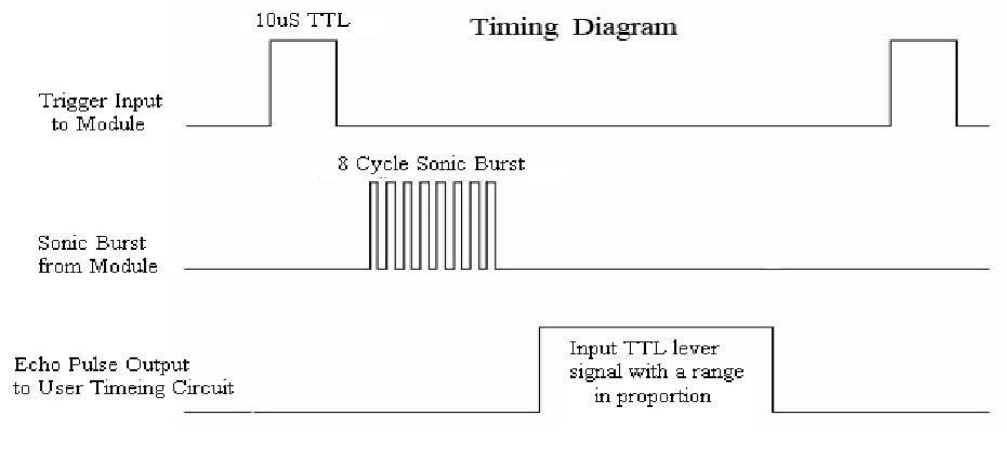 10uS TTL
Timing Diagram
Trigger Input
to Module
8 Cycle Sonic Burst
Sonic Burst
from Module
Echo Pulse Output
to User Timeing Circuit
Input TTL lever
signal with a range
in proportion